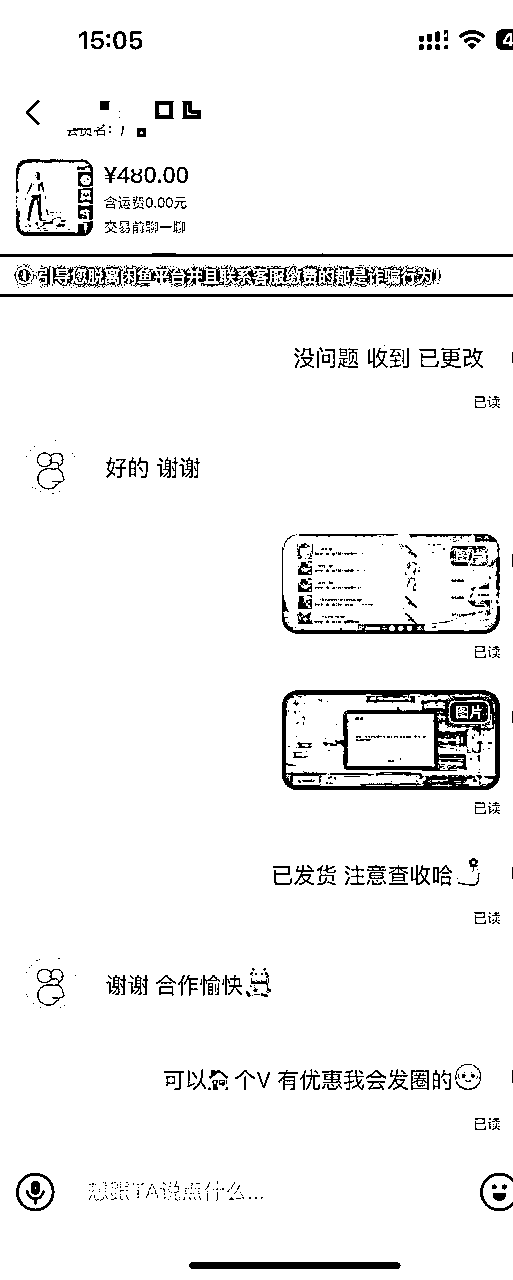 15:05
¥480.00
含运费0.00元
交易前聊一聊
引导您脱离闲鱼平台并且联系客服缴费的都是诈骗行为!
没问题 收到 已更改
已读
好的 谢谢
图片
已读
图片
已读
已发货 注意查收哈
已读
谢谢 合作愉快
可以🏠个V 有优惠我会发圈的
已读
想跟TA说点什么...